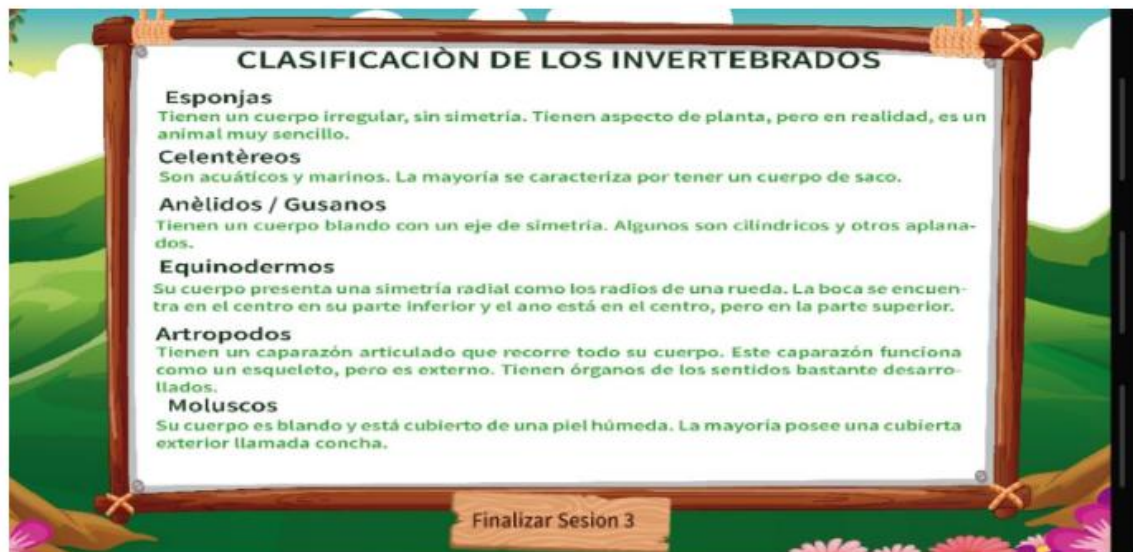 CLASIFICACIÒN DE LOS INVERTEBRADOS
Esponjas
Tienen un cuerpo irregular, sin simetría. Tienen aspecto de planta, pero en realidad, es un
animal muy sencillo.
Celentèreos
Son acuáticos y marinos. La mayoría se caracteriza por tener un cuerpo de saco.
Anèlidos / Gusanos
Tienen un cuerpo blando con un eje de simetría. Algunos son cilíndricos y otros aplana-
dos.
Equinodermos
Su cuerpo presenta una simetría radial como los radios de una rueda. La boca se encuen-
tra en el centro en su parte inferior y el ano está en el centro, pero en la parte superior.
Artropodos
Tienen un caparazón articulado que recorre todo su cuerpo. Este caparazón funciona
como un esqueleto, pero es externo. Tienen órganos de los sentidos bastante desarro-
llados.
Moluscos
Su cuerpo es blando y está cubierto de una piel húmeda. La mayoría posee una cubierta
exterior llamada concha.
Finalizar Sesion 3